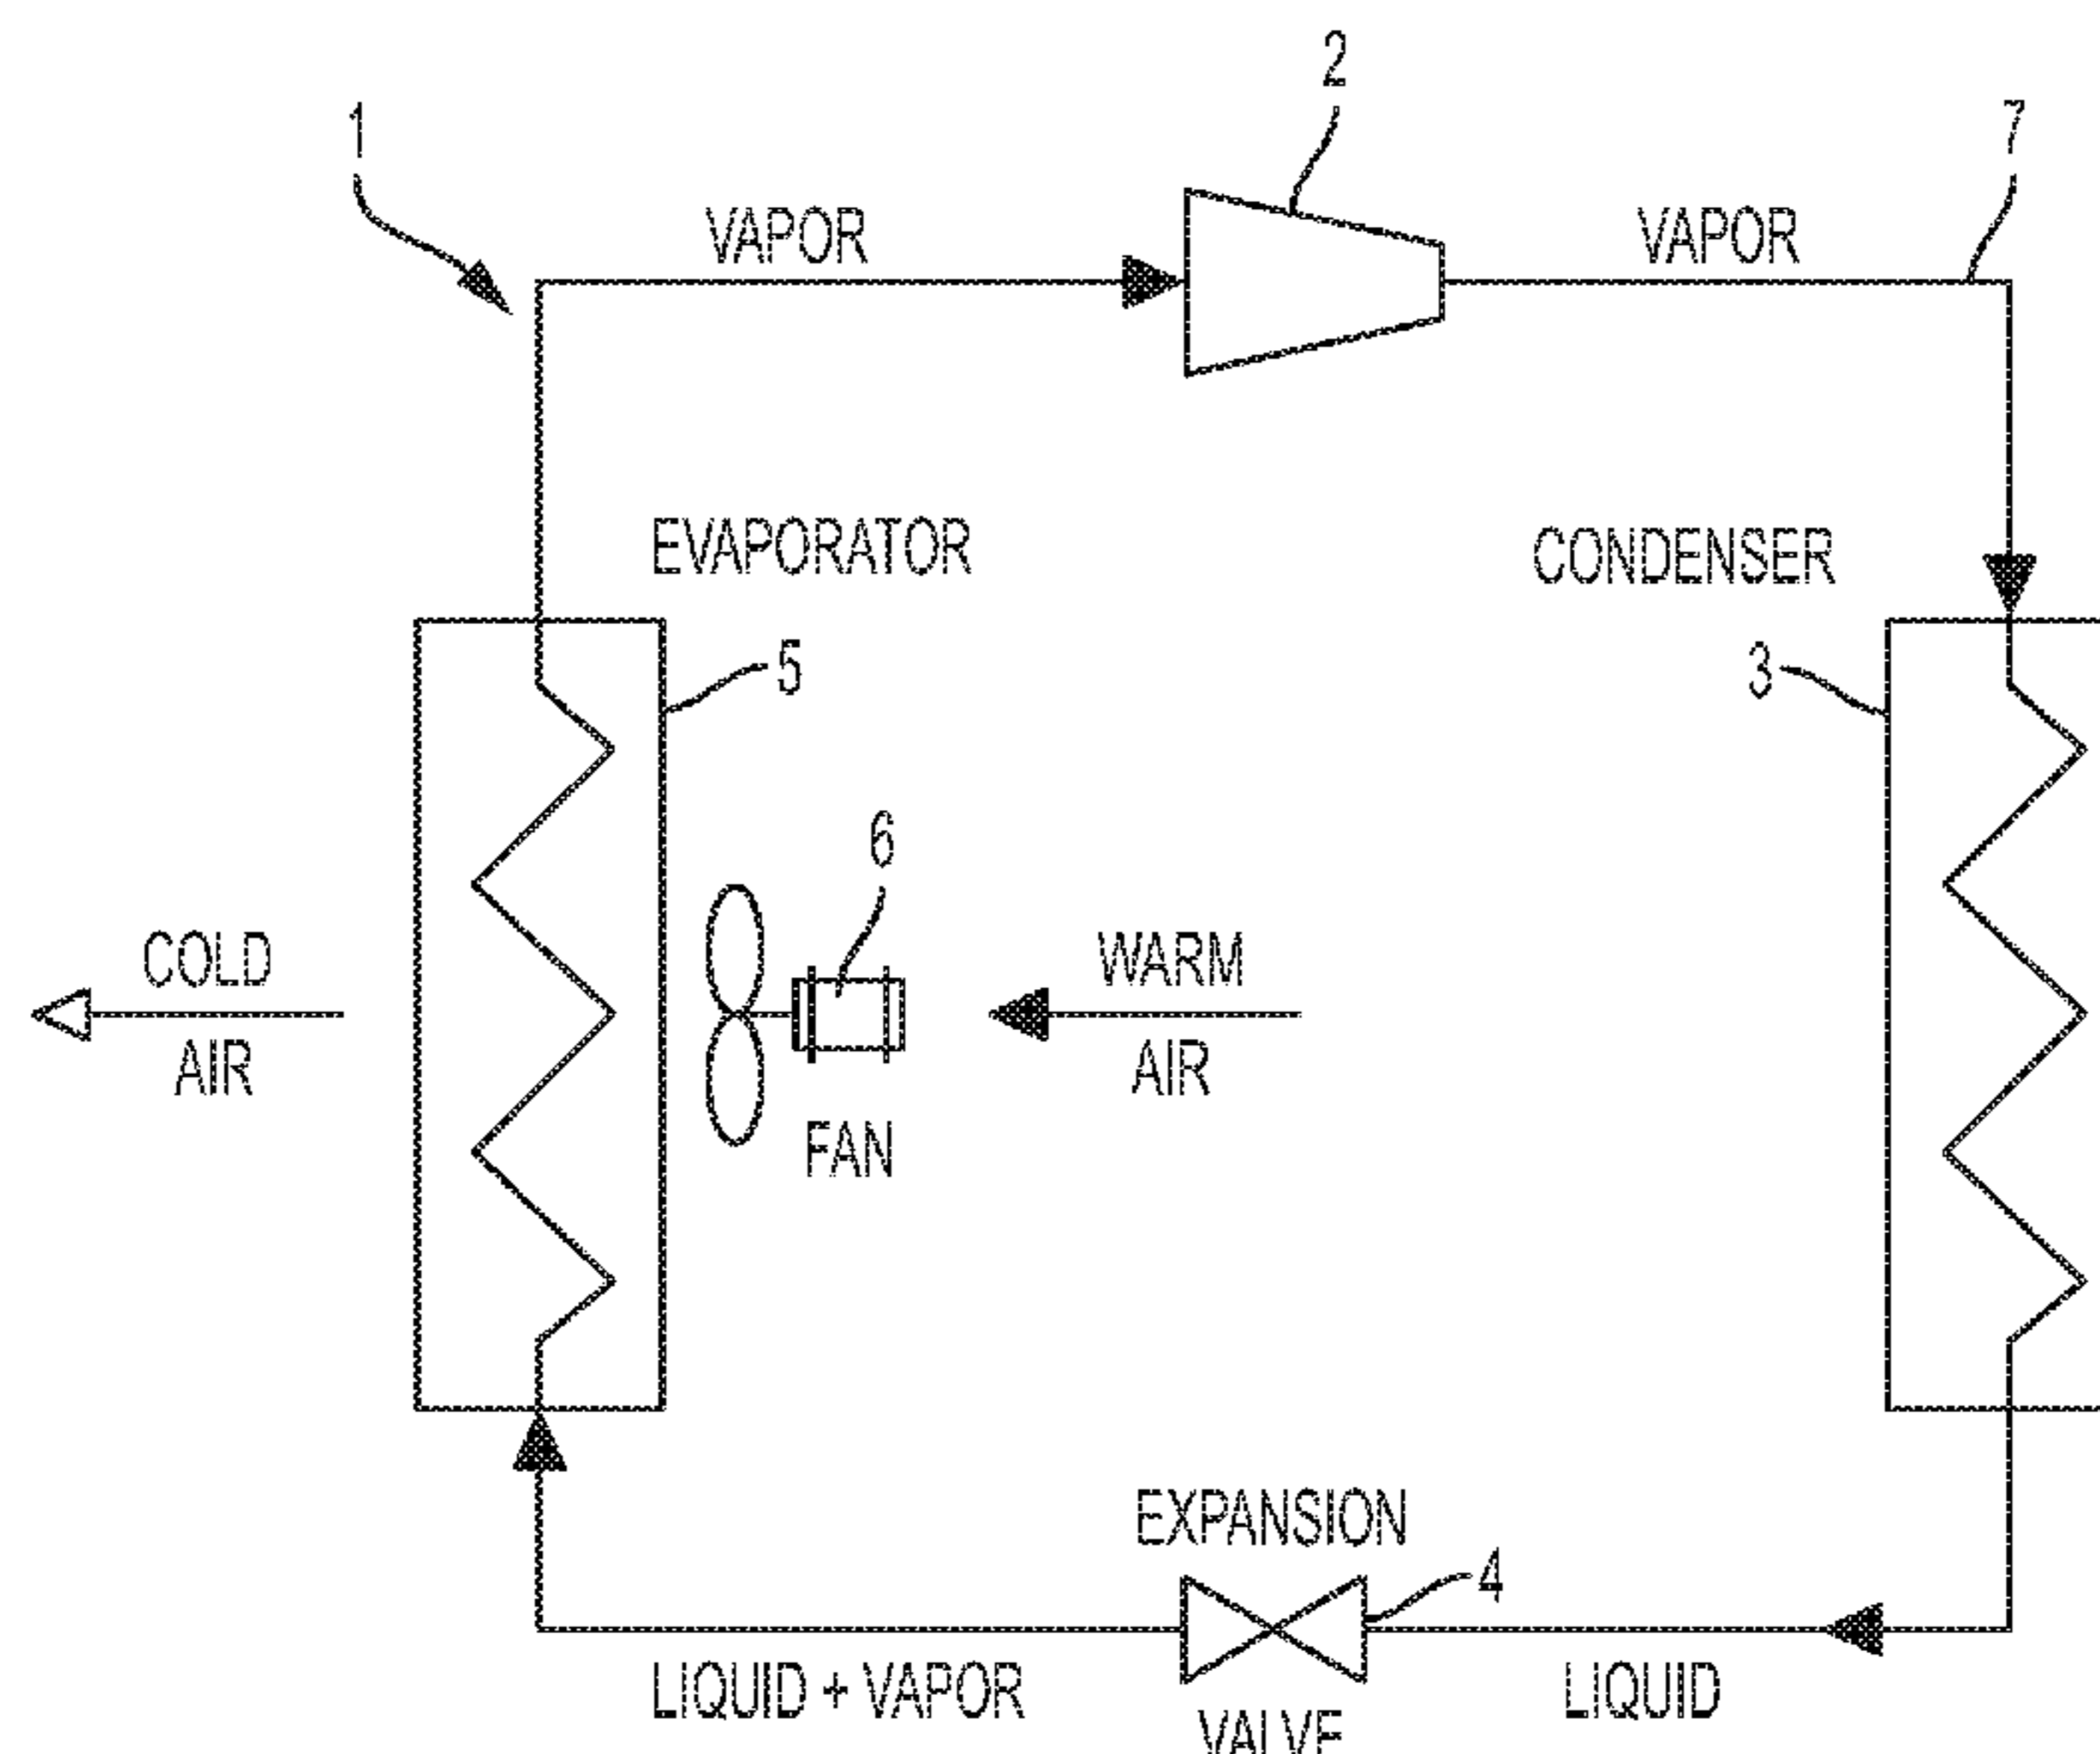 2
1
7
VAPOR
VAPOR
EVAPORATOR
CONDENSER
5
3
6
COLD
AIR
WARM
AIR
FAN
EXPANSION
4
LIQUID + VAPOR
LIQUID
VALVE